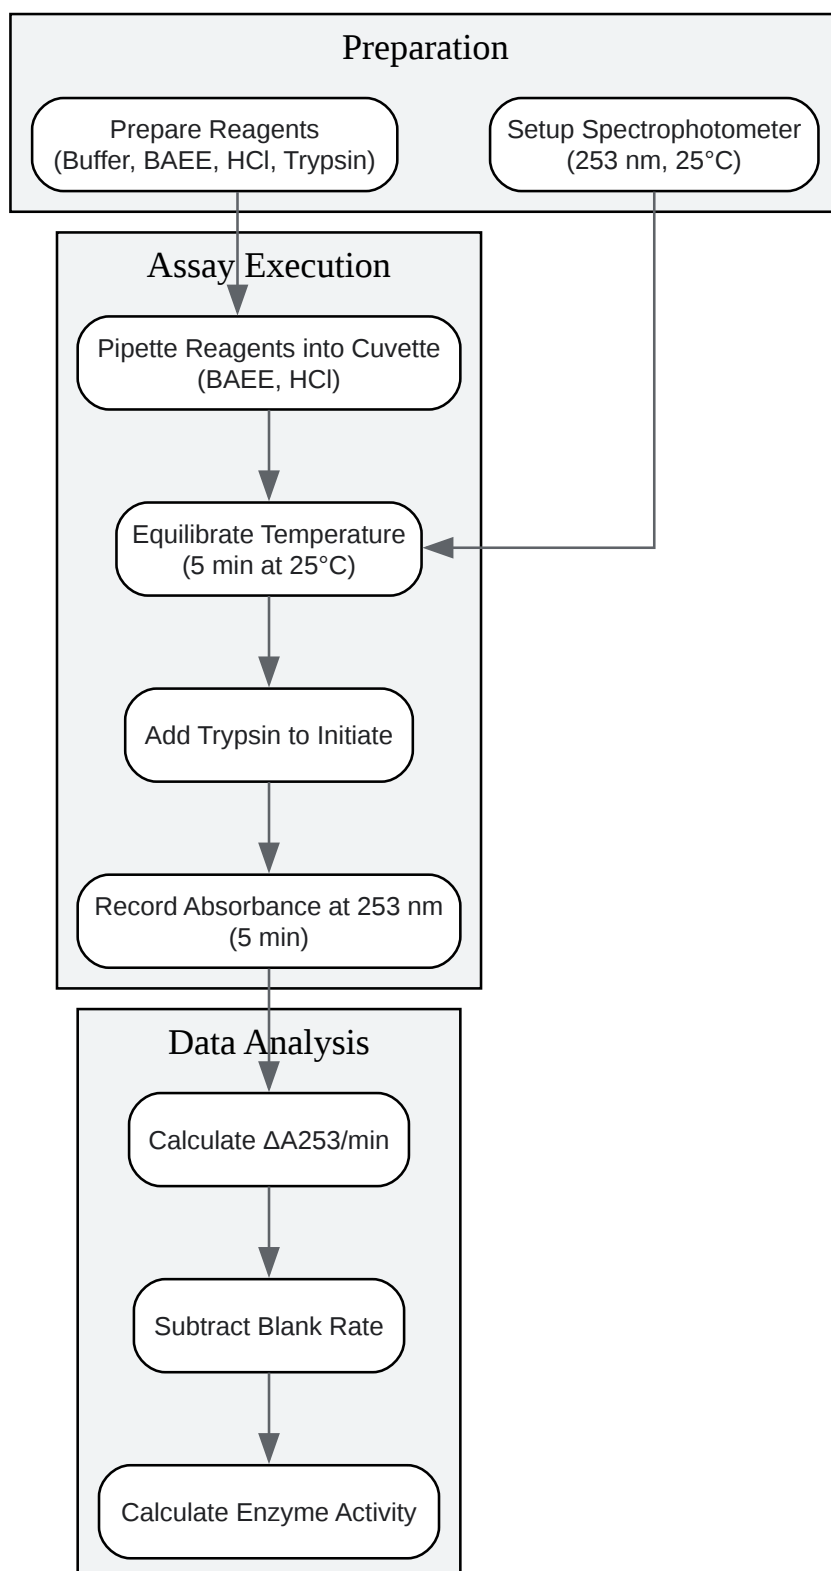 Preparation
Prepare Reagents
(Buffer, BAEE, HCl, Trypsin)
Setup Spectrophotometer
(253 nm, 25°C)
Assay Execution
Pipette Reagents into Cuvette
(BAEE, HCl)
Equilibrate Temperature
(5 min at 25°C)
Add Trypsin to Initiate
Record Absorbance at 253 nm
(5 min)
Data Analysis
Calculate ΔA253/min
Subtract Blank Rate
Calculate Enzyme Activity